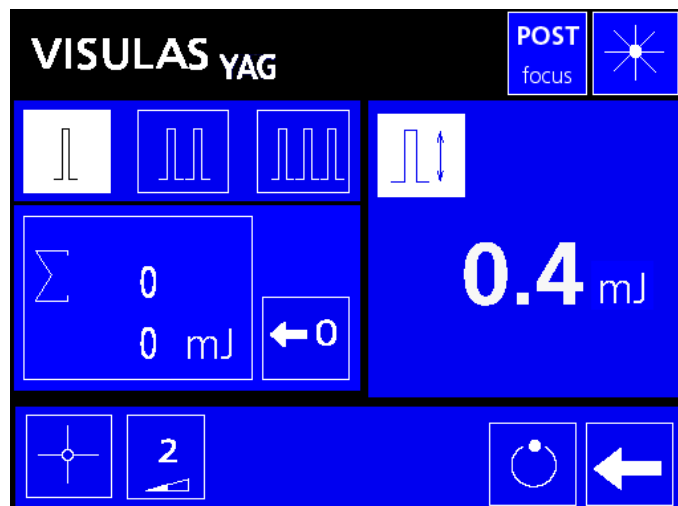 VISULAS YAG
POST
focus
Σ 0
0 mJ
0
0.4 mJ
2